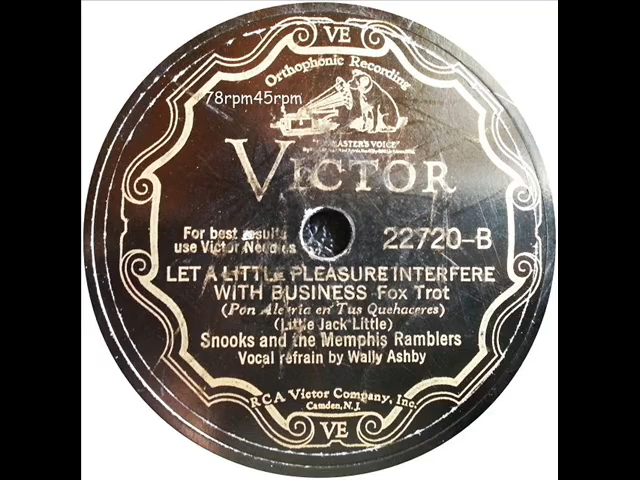 VE
Orthophonic Recording
78rpm45rpm
MASTER'S VOICE"
VICTOR
For best results
use Victor Needles
22720-B
LET A LITTLE PLEASURE INTERFERE
WITH BUSINESS Fox Trot
(Pon Alegria en Tus Quehaceres)
(Little Jack Little)
Snooks and the Memphis Ramblers
Vocal refrain by Wally Ashby
RCA Victor Company, Inc.
Camden, N.J.
VE